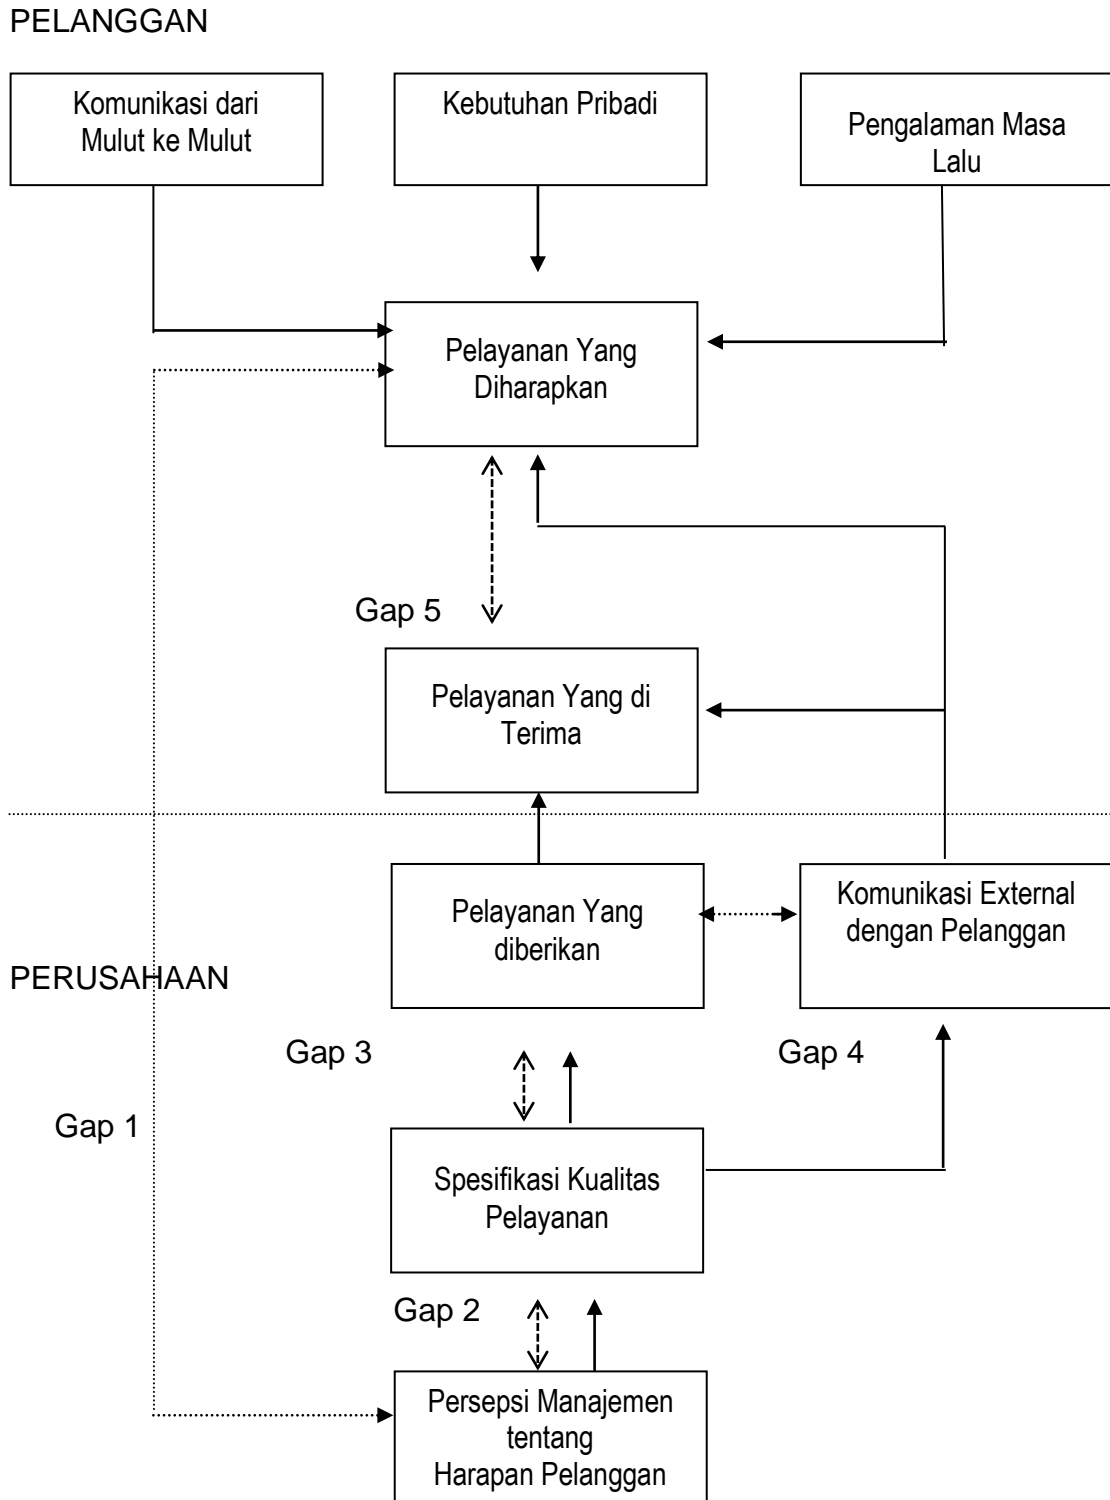 PELANGGAN
Komunikasi dari
Mulut ke Mulut
Kebutuhan Pribadi
Pengalaman Masa
Lalu
Pelayanan Yang
Diharapkan
Gap 5
Pelayanan Yang di
Terima
Pelayanan Yang
diberikan
Komunikasi External
dengan Pelanggan
PERUSAHAAN
Gap 3
Gap 4
Gap 1
Spesifikasi Kualitas
Pelayanan
Gap 2
Persepsi Manajemen
tentang
Harapan Pelanggan